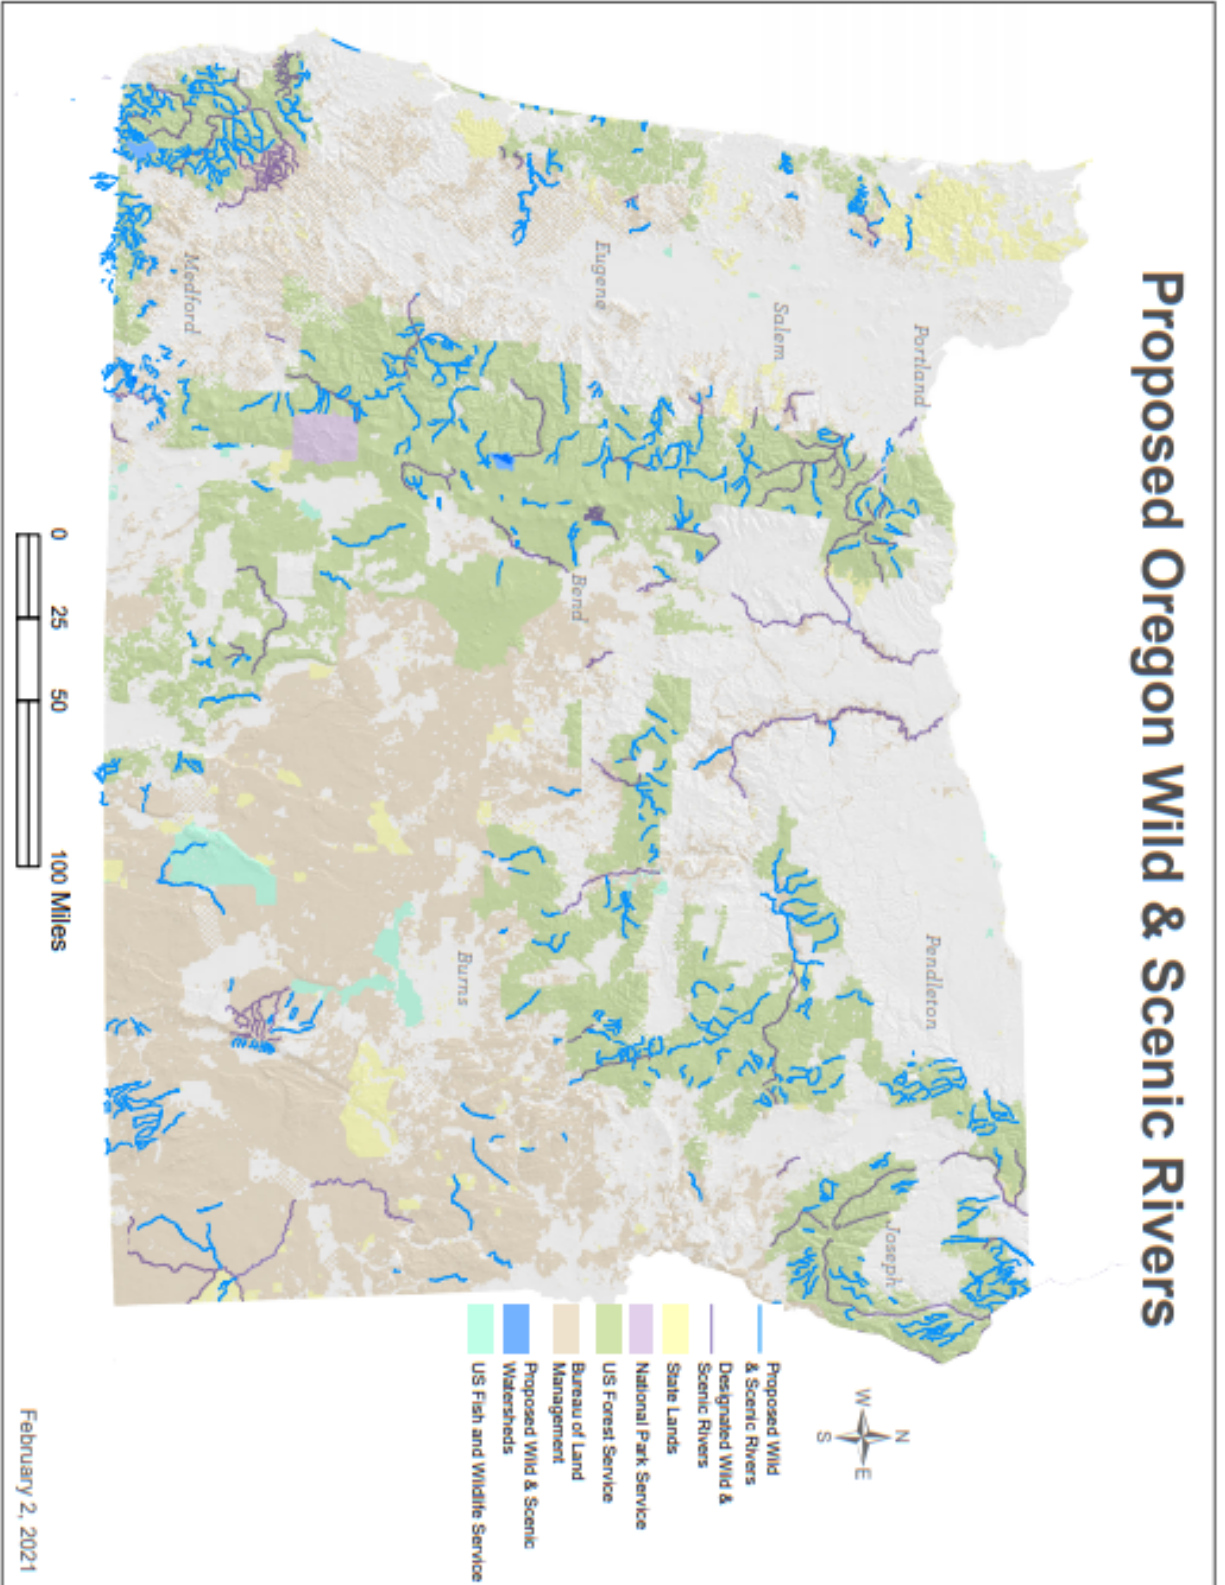 Proposed Oregon Wild & Scenic Rivers
Portland
Pendleton
Salem
Joseph
Eugene
Bend
Burns
Medford
N
W
E
S
Proposed Wild
& Scenic Rivers
Designated Wild &
Scenic Rivers
State Lands
National Park Service
US Forest Service
Bureau of Land
Management
Proposed Wild & Scenic
Watersheds
US Fish and Wildlife Service
0 25 50 100 Miles
February 2, 2021